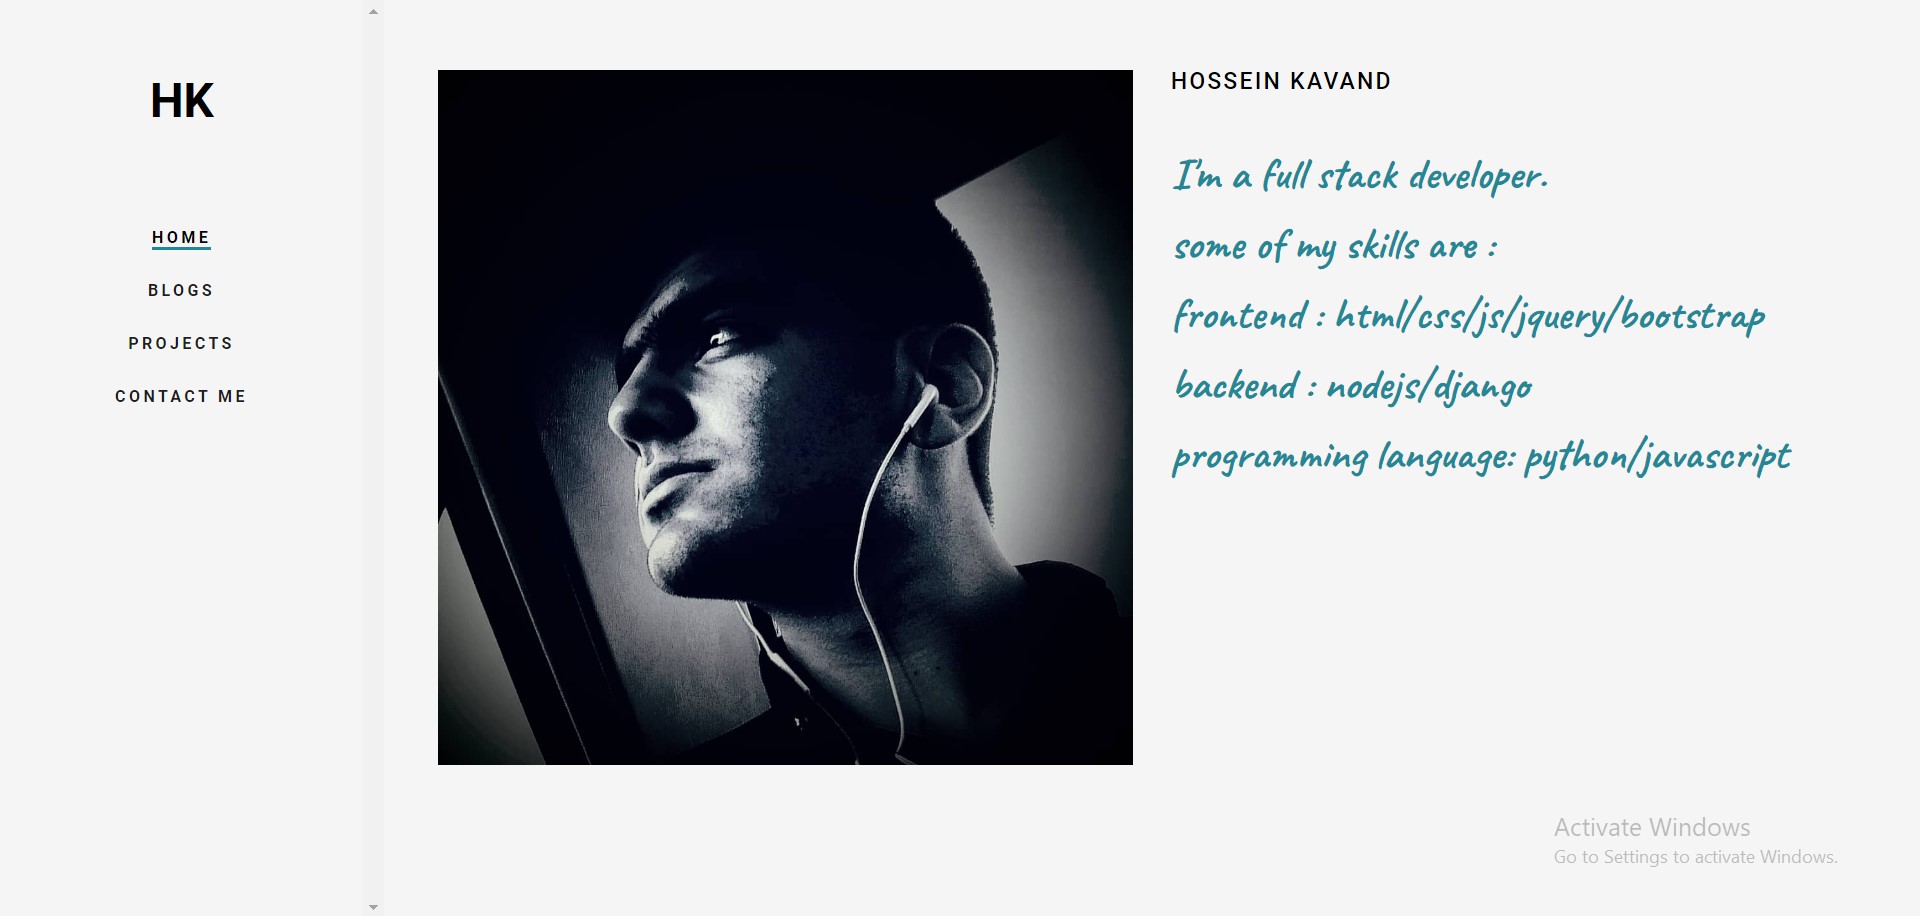 HK
HOME
BLOGS
PROJECTS
CONTACT ME
HOSSEIN KAVAND
I'm a full stack developer.
some of my skills are :
frontend : html/css/js/jquery/bootstrap
backend : nodejs/django
programming language: python/javascript
Activate Windows
Go to Settings to activate Windows.